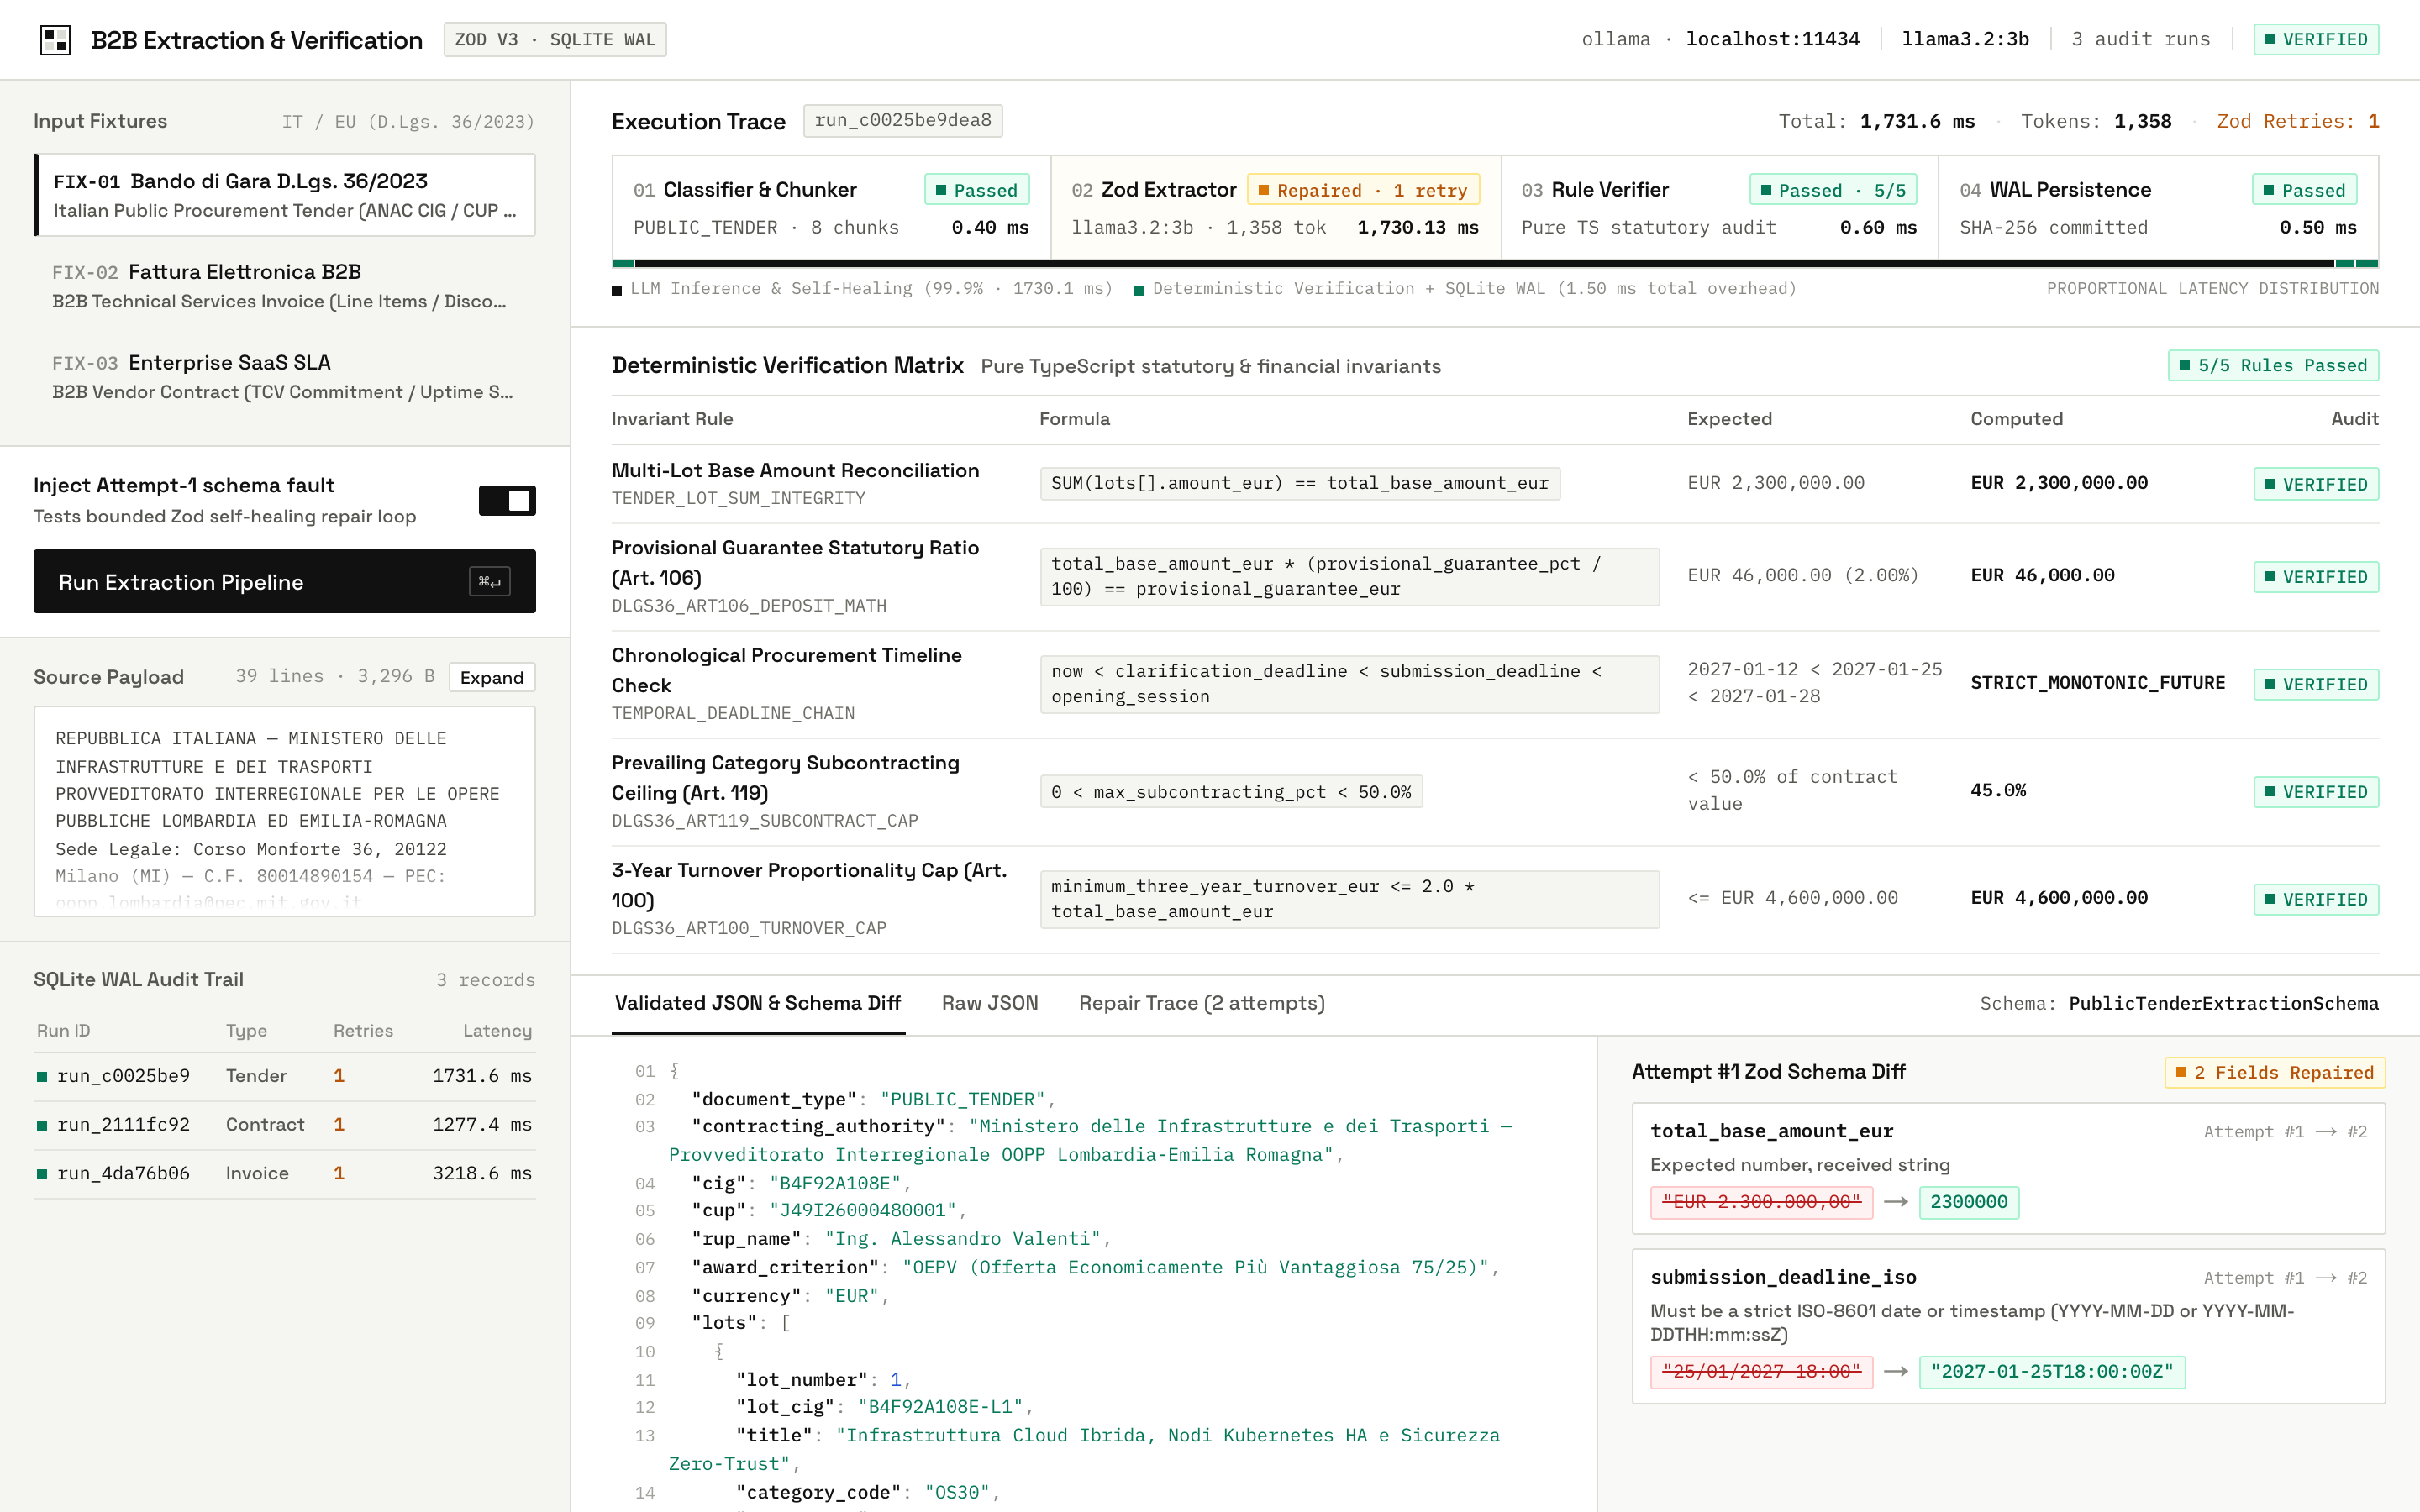 B2B Extraction & Verification
ZOD V3 · SQLITE WAL
ollama · localhost:11434
llama3.2:3b
3 audit runs
VERIFIED
Input Fixtures
IT / EU (D.Lgs. 36/2023)
FIX-01 Bando di Gara D.Lgs. 36/2023
Italian Public Procurement Tender (ANAC CIG / CUP ...
FIX-02 Fattura Elettronica B2B
B2B Technical Services Invoice (Line Items / Disco...
FIX-03 Enterprise SaaS SLA
B2B Vendor Contract (TCV Commitment / Uptime S...
Inject Attempt-1 schema fault
Tests bounded Zod self-healing repair loop
Run Extraction Pipeline
⌘↵
Source Payload
39 lines · 3,296 B
Expand
REPUBBLICA ITALIANA — MINISTERO DELLE
INFRASTRUTTURE E DEI TRASPORTI
PROVVEDITORATO INTERREGIONALE PER LE OPERE
PUBBLICHE LOMBARDIA ED EMILIA-ROMAGNA
Sede Legale: Corso Monforte 36, 20122
Milano (MI) — C.F. 80014890154 — PEC:
oopp.lombardia@pec.mit.gov.it
SQLite WAL Audit Trail
3 records
Run ID Type Retries Latency
run_c0025be9 Tender 1 1731.6 ms
run_2111fc92 Contract 1 1277.4 ms
run_4da76b06 Invoice 1 3218.6 ms
Execution Trace
run_c0025be9dea8
Total: 1,731.6 ms · Tokens: 1,358 · Zod Retries: 1
01 Classifier & Chunker Passed
PUBLIC_TENDER · 8 chunks 0.40 ms
02 Zod Extractor Repaired · 1 retry
llama3.2:3b · 1,358 tok 1,730.13 ms
03 Rule Verifier Passed · 5/5
Pure TS statutory audit 0.60 ms
04 WAL Persistence Passed
SHA-256 committed 0.50 ms
LLM Inference & Self-Healing (99.9% · 1730.1 ms)
Deterministic Verification + SQLite WAL (1.50 ms total overhead)
PROPORTIONAL LATENCY DISTRIBUTION
Deterministic Verification Matrix
Pure TypeScript statutory & financial invariants
5/5 Rules Passed
Invariant Rule Formula Expected Computed Audit
Multi-Lot Base Amount Reconciliation
TENDER_LOT_SUM_INTEGRITY
SUM(lots[].amount_eur) == total_base_amount_eur
EUR 2,300,000.00
EUR 2,300,000.00
VERIFIED
Provisional Guarantee Statutory Ratio
(Art. 106)
DLGS36_ART106_DEPOSIT_MATH
total_base_amount_eur * (provisional_guarantee_pct /
100) == provisional_guarantee_eur
EUR 46,000.00 (2.00%)
EUR 46,000.00
VERIFIED
Chronological Procurement Timeline
Check
TEMPORAL_DEADLINE_CHAIN
now < clarification_deadline < submission_deadline <
opening_session
2027-01-12 < 2027-01-25
< 2027-01-28
STRICT_MONOTONIC_FUTURE
VERIFIED
Prevailing Category Subcontracting
Ceiling (Art. 119)
DLGS36_ART119_SUBCONTRACT_CAP
0 < max_subcontracting_pct < 50.0%
< 50.0% of contract
value
45.0%
VERIFIED
3-Year Turnover Proportionality Cap (Art.
100)
DLGS36_ART100_TURNOVER_CAP
minimum_three_year_turnover_eur <= 2.0 *
total_base_amount_eur
<= EUR 4,600,000.00
EUR 4,600,000.00
VERIFIED
Validated JSON & Schema Diff
Raw JSON
Repair Trace (2 attempts)
Schema: PublicTenderExtractionSchema
01 {
02 "document_type": "PUBLIC_TENDER",
03 "contracting_authority": "Ministero delle Infrastrutture e dei Trasporti —
Provveditorato Interregionale OOPP Lombardia-Emilia Romagna",
04 "cig": "B4F92A108E",
05 "cup": "J49I26000480001",
06 "rup_name": "Ing. Alessandro Valenti",
07 "award_criterion": "OEPV (Offerta Economicamente Più Vantaggiosa 75/25)",
08 "currency": "EUR",
09 "lots": [
10 {
11 "lot_number": 1,
12 "lot_cig": "B4F92A108E-L1",
13 "title": "Infrastruttura Cloud Ibrida, Nodi Kubernetes HA e Sicurezza
Zero-Trust",
14 "category_code": "OS30",
Attempt #1 Zod Schema Diff
2 Fields Repaired
total_base_amount_eur
Attempt #1 → #2
Expected number, received string
"EUR 2.300.000,00" → 2300000
submission_deadline_iso
Attempt #1 → #2
Must be a strict ISO-8601 date or timestamp (YYYY-MM-DD or YYYY-MM-
DDTHH:mm:ssZ)
"25/01/2027 18:00" → "2027-01-25T18:00:00Z"